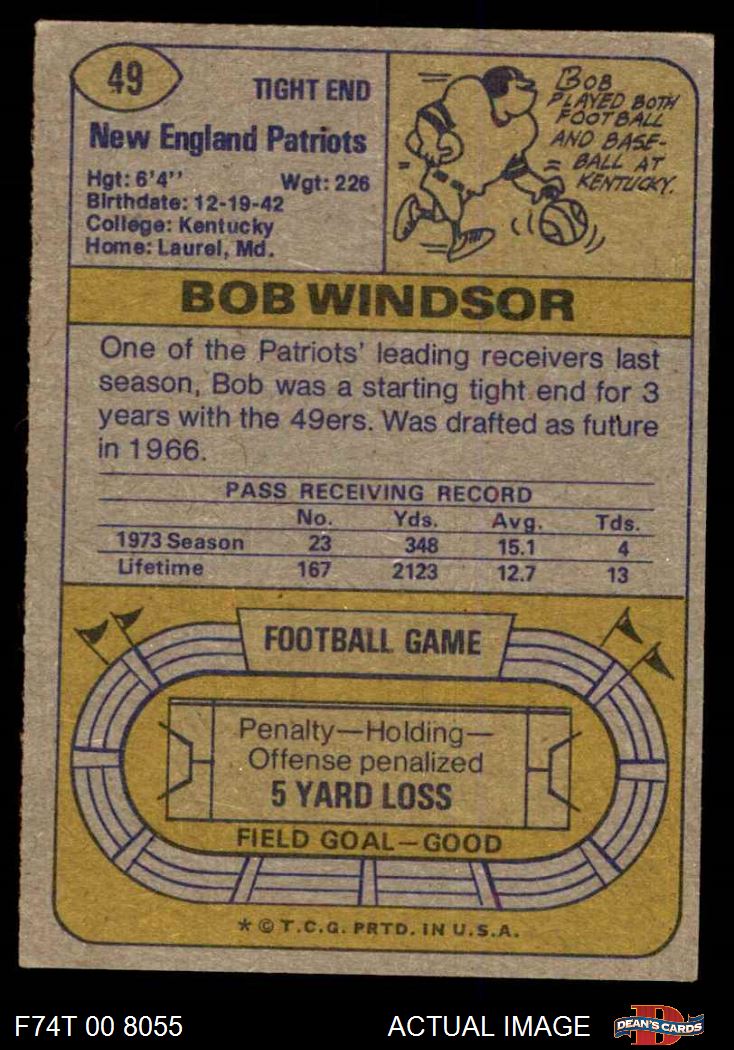 49
TIGHT END
New England Patriots
Hgt: 6'4'' Wgt: 226
Birthdate: 12-19-42
College: Kentucky
Home: Laurel, Md.
BOB
PLAYED BOTH
FOOTBALL
AND BASE-
BALL AT
KENTUCKY.
BOB WINDSOR
One of the Patriots' leading receivers last
season, Bob was a starting tight end for 3
years with the 49ers. Was drafted as future
in 1966.
PASS RECEIVING RECORD
No. Yds. Avg. Tds.
1973 Season 23 348 15.1 4
Lifetime 167 2123 12.7 13
FOOTBALL GAME
Penalty—Holding—
Offense penalized
5 YARD LOSS
FIELD GOAL—GOOD
* © T.C.G. PRTD. IN U.S.A.
F74T 00 8055 ACTUAL IMAGE
D
DEAN'S CARDS